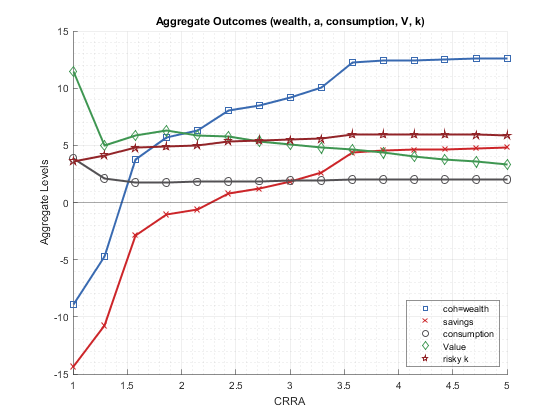 Aggregate Outcomes (wealth, a, consumption, V, k)
15
10
5
0
-5
-10
-15
Aggregate Levels
1
1.5
2
2.5
3
3.5
4
4.5
5
CRRA
coh=wealth
savings
consumption
Value
risky k